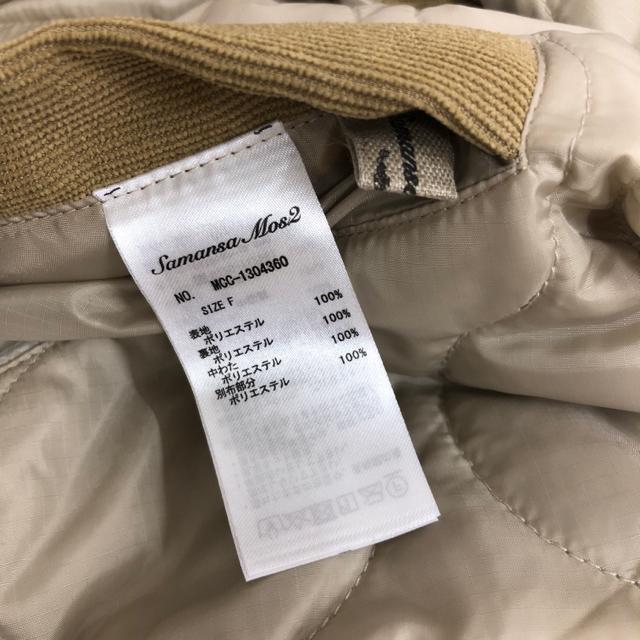 Samansa Mos2
NO. MCC-1304360
SIZE F
表地
ポリエステル 100%
裏地
ポリエステル 100%
中わた
ポリエステル 100%
別布部分
ポリエステル 100%